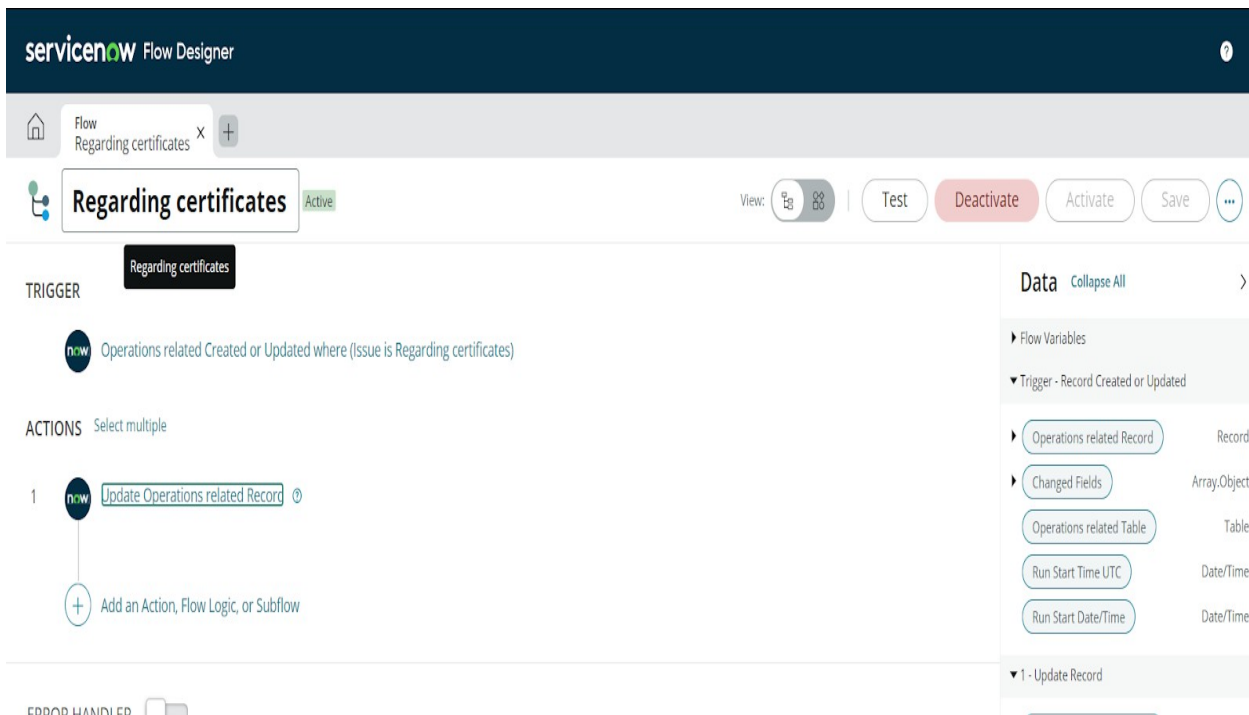 servicenow Flow Designer
?
Flow
Regarding certificates X +
Regarding certificates Active
View: Test Deactivate Activate Save ...
Regarding certificates
TRIGGER
now Operations related Created or Updated where (Issue is Regarding certificates)
ACTIONS Select multiple
1 now Update Operations related Record ?
+ Add an Action, Flow Logic, or Subflow
ERROR HANDLER
Data Collapse All >
Flow Variables
Trigger - Record Created or Updated
Operations related Record Record
Changed Fields Array.Object
Operations related Table Table
Run Start Time UTC Date/Time
Run Start Date/Time Date/Time
1 - Update Record